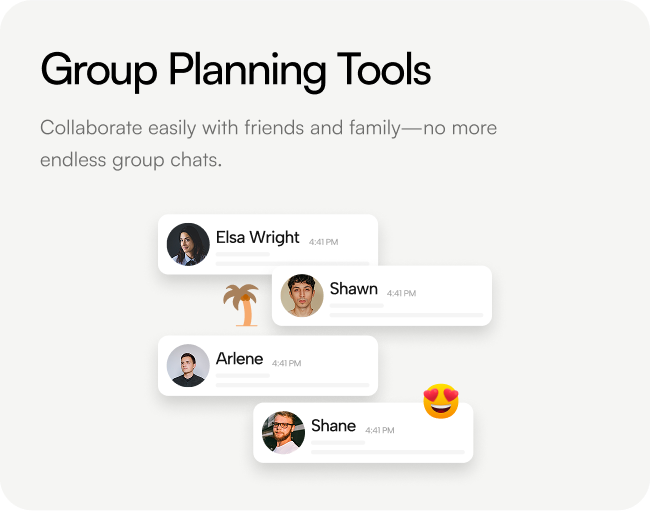 Group Planning Tools
Collaborate easily with friends and family—no more
endless group chats.
Elsa Wright 4:41 PM
Shawn 4:41 PM
Arlene 4:41 PM
Shane 4:41 PM